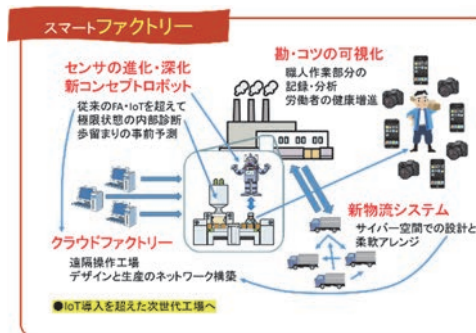 スマートファクトリー
センサの進化・深化
新コンセプトロボット
従来のFA・IoTを超えて
極限状態の内部診断
歩留まりの事前予測
勘・コツの可視化
職人作業部分の
記録・分析
労働者の健康増進
クラウドファクトリー
遠隔操作工場
デザインと生産のネットワーク構築
新物流システム
サイバー空間での設計と
柔軟アレンジ
●IoT導入を超えた次世代工場へ